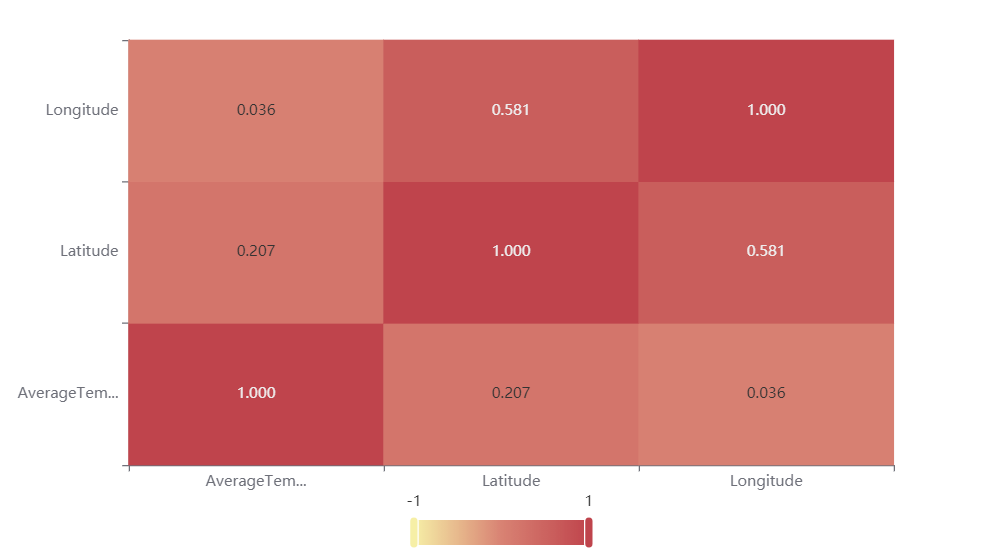 Longitude 0.036 0.581 1.000
Latitude 0.207 1.000 0.581
AverageTem... 1.000 0.207 0.036
AverageTem... Latitude Longitude
-1 1